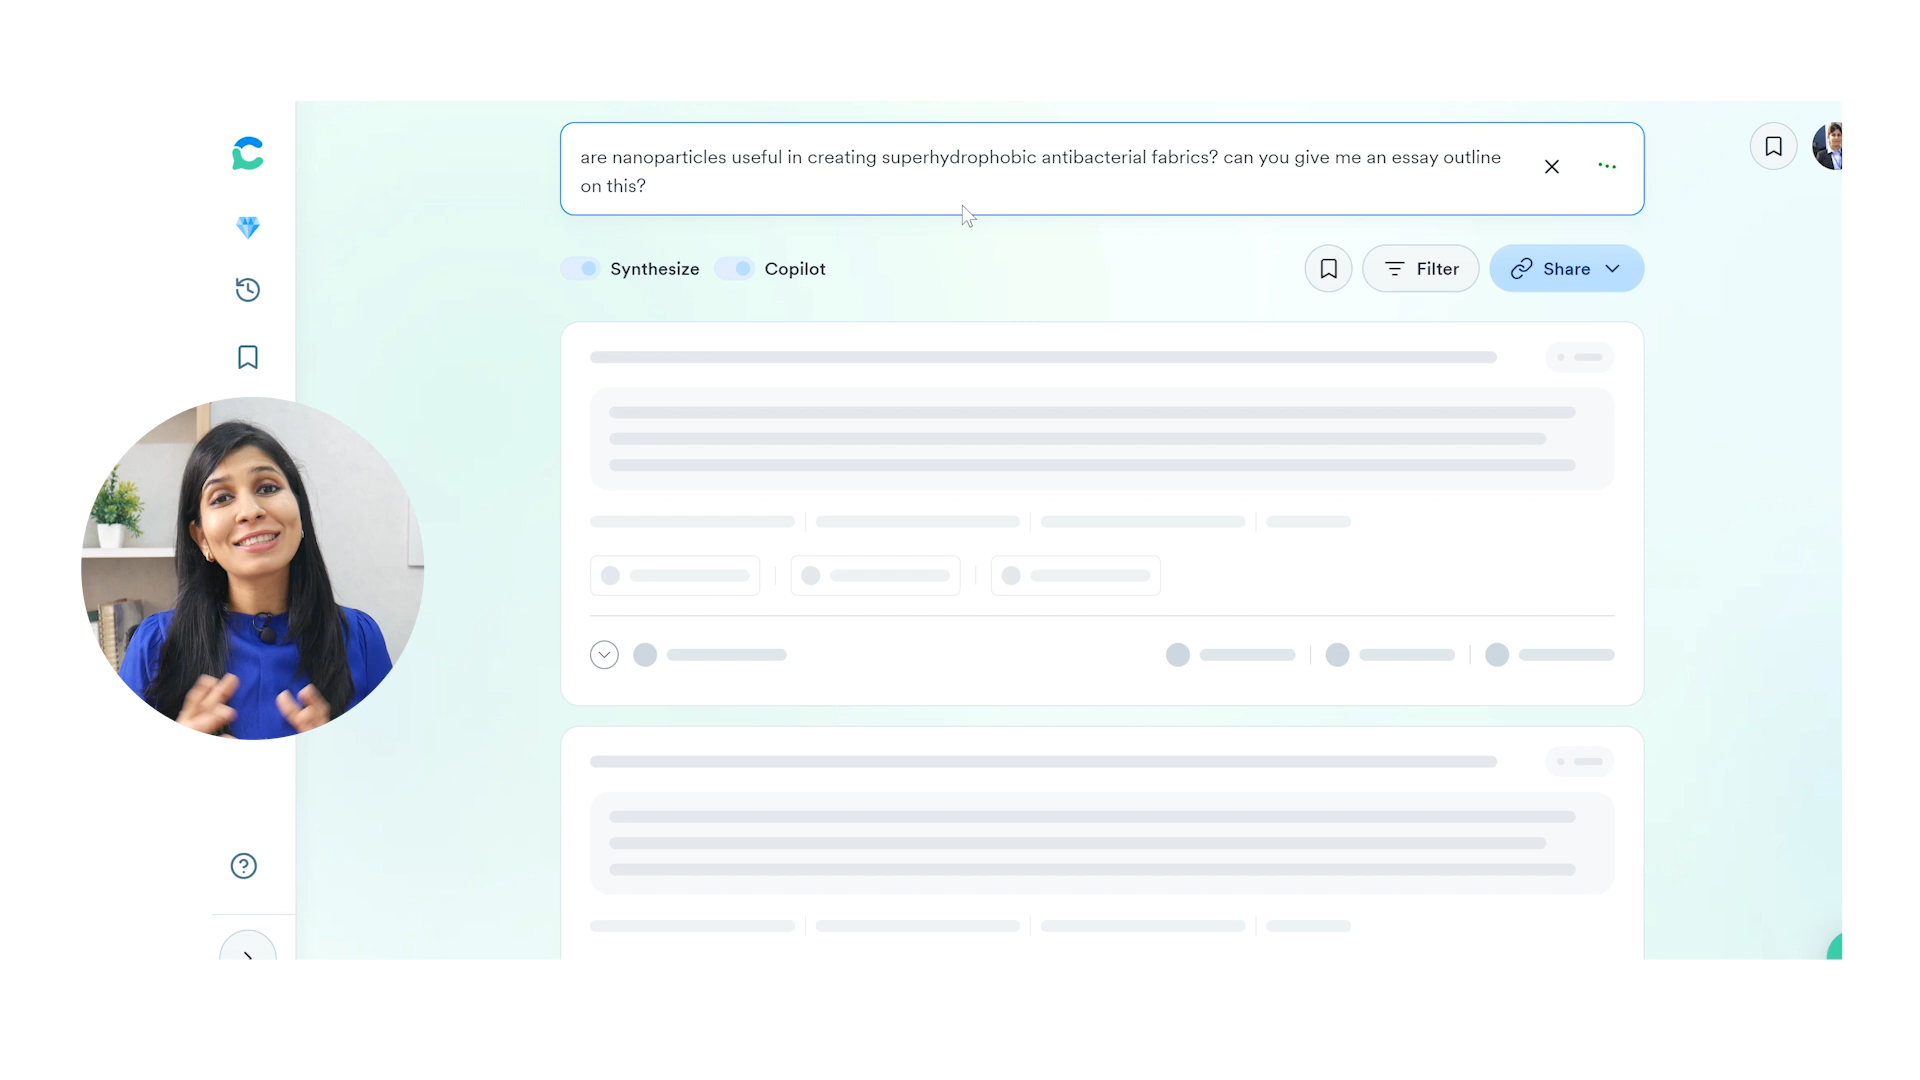 are nanoparticles useful in creating superhydrophobic antibacterial fabrics? can you give me an essay outline
on this?
Synthesize
Copilot
Filter
Share